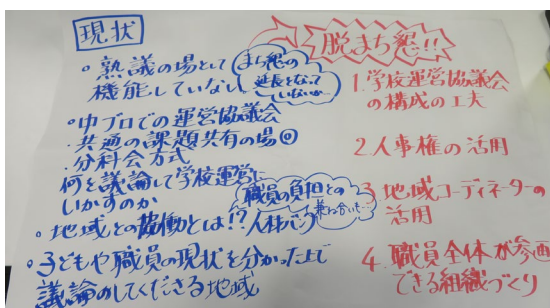 現状
。熟議の場として
機能していない
まち懇の
延長となって
いないか
。中ブロでの運営協議会
・共通の課題共有の場◎
・分科会方式
何を議論して学校運営に
いかすのか
職員の負担との
兼ね合いも…
。地域との協働とは!?人材バンク
。子どもや職員の現状を分かった上で
議論のしてくださる地域
脱まち懇!!
1.学校運営協議会
の構成の工夫
2.人事権の活用
3.地域コーディネーターの
活用
4.職員全体が参画
できる組織づくり